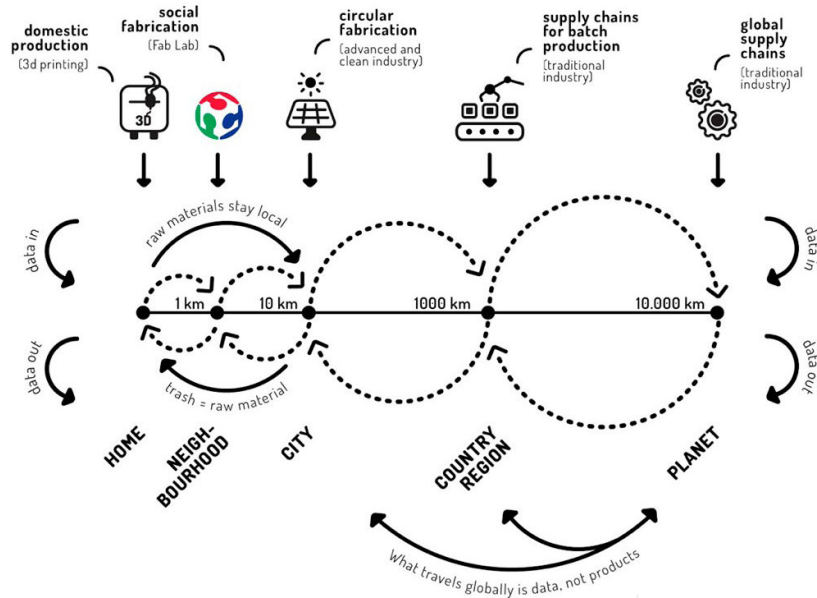 domestic
production
(3d printing)
social
fabrication
(Fab Lab)
circular
fabrication
(advanced and
clean industry)
supply chains
for batch
production
(traditional
industry)
global
supply
chains
(traditional
industry)
3D
data in
raw materials stay local
data in
1 km
10 km
1000 km
10.000 km
data out
trash = raw material
data out
HOME
NEIGH-
BOURHOOD
CITY
COUNTRY
REGION
PLANET
What travels globally is data, not products